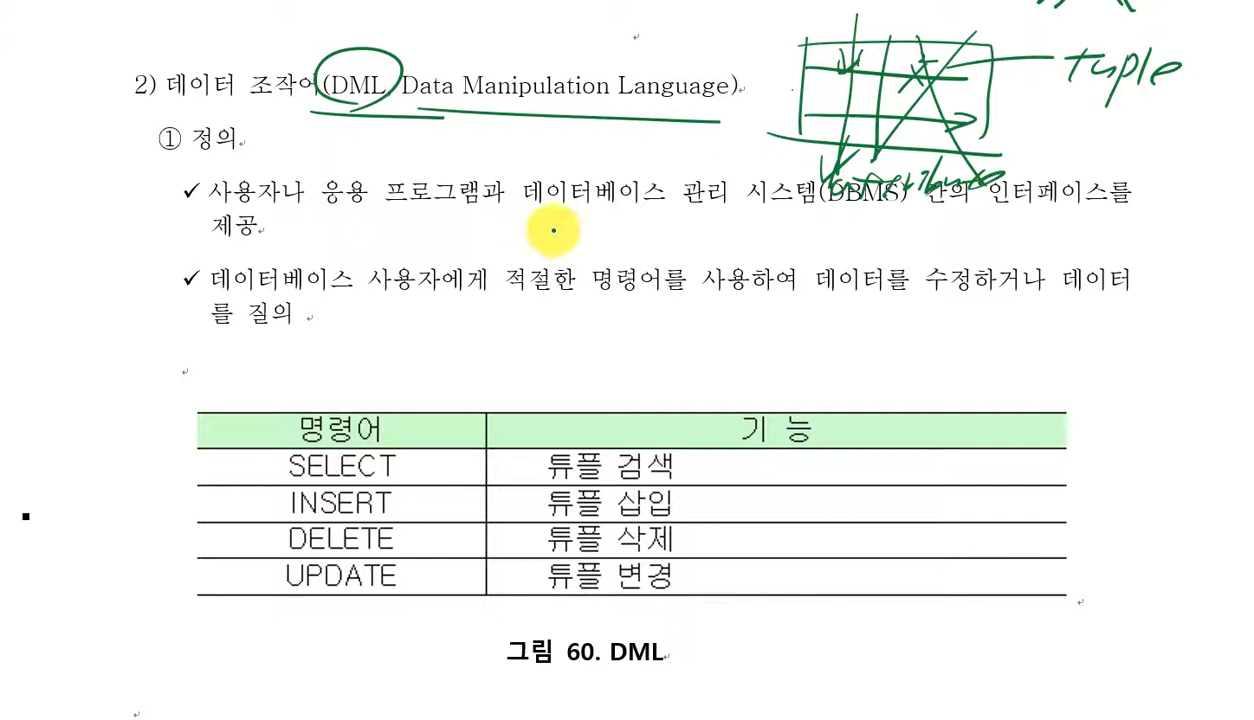 2) 데이터 조작어(DML, Data Manipulation Language)
tuple
① 정의
✓ 사용자나 응용 프로그램과 데이터베이스 관리 시스템(DBMS) 간의 인터페이스를
제공
✓ 데이터베이스 사용자에게 적절한 명령어를 사용하여 데이터를 수정하거나 데이터
를 질의
명령어 기 능
SELECT 튜플 검색
INSERT 튜플 삽입
DELETE 튜플 삭제
UPDATE 튜플 변경
그림 60. DML